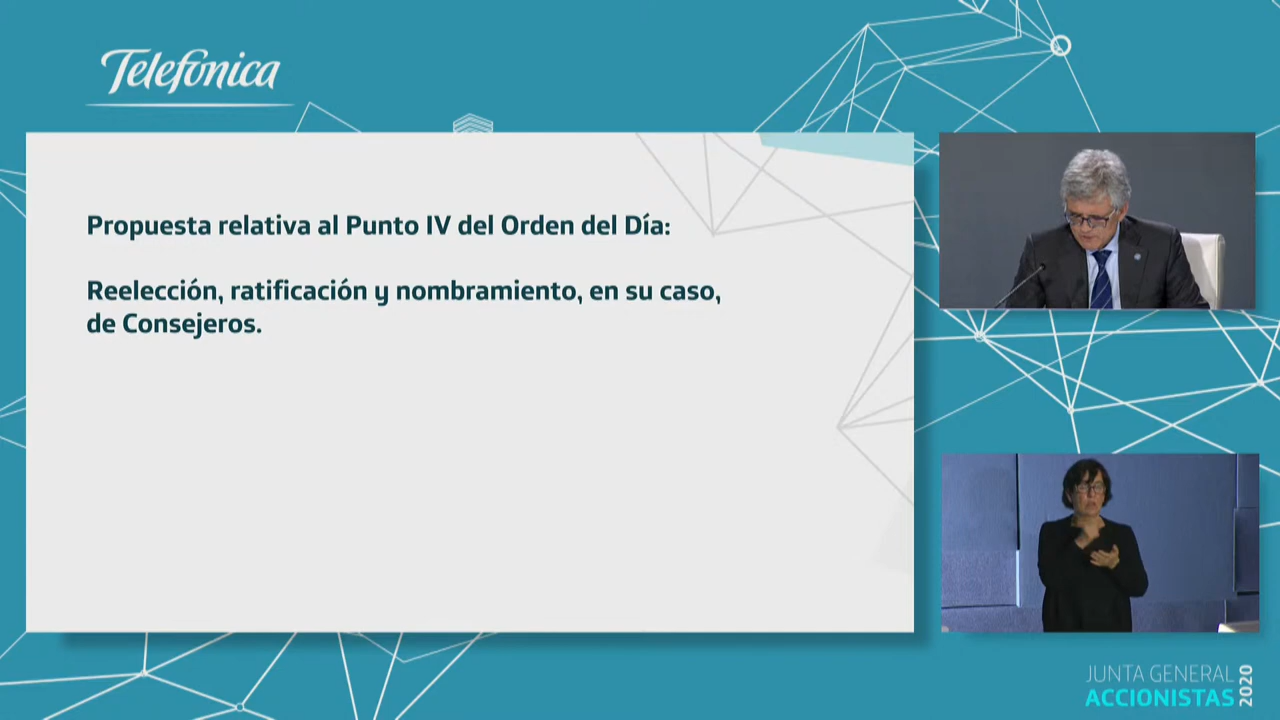 Telefónica
Propuesta relativa al Punto IV del Orden del Día:
Reelección, ratificación y nombramiento, en su caso,
de Consejeros.
JUNTA GENERAL
ACCIONISTAS
2020